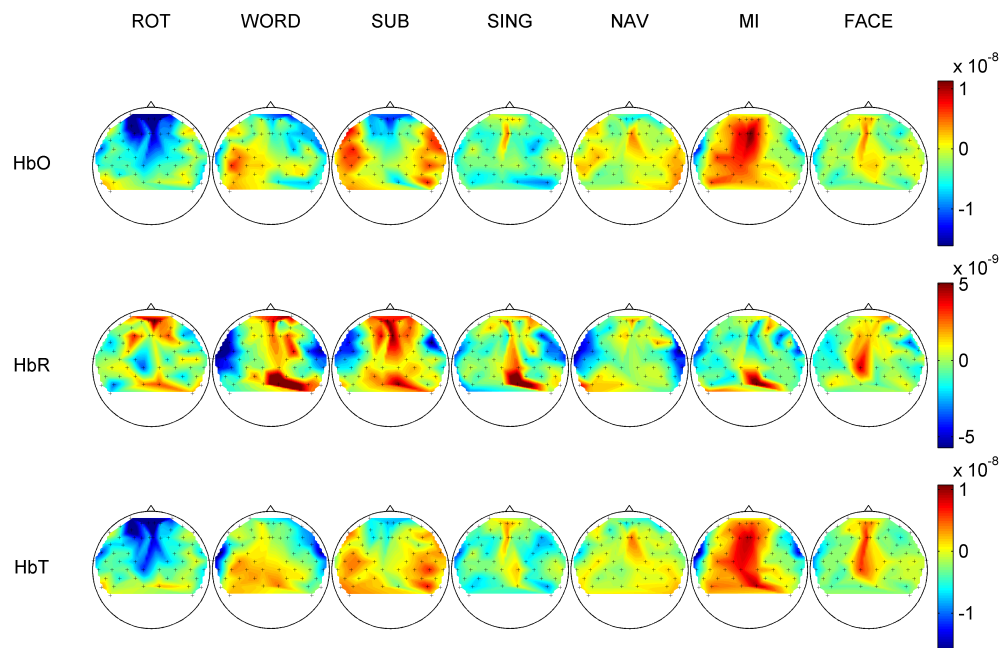 ROT WORD SUB SING NAV MI FACE
x 10⁻⁸
HbO
1
0
-1
x 10⁻⁹
HbR
5
0
-5
x 10⁻⁸
HbT
1
0
-1